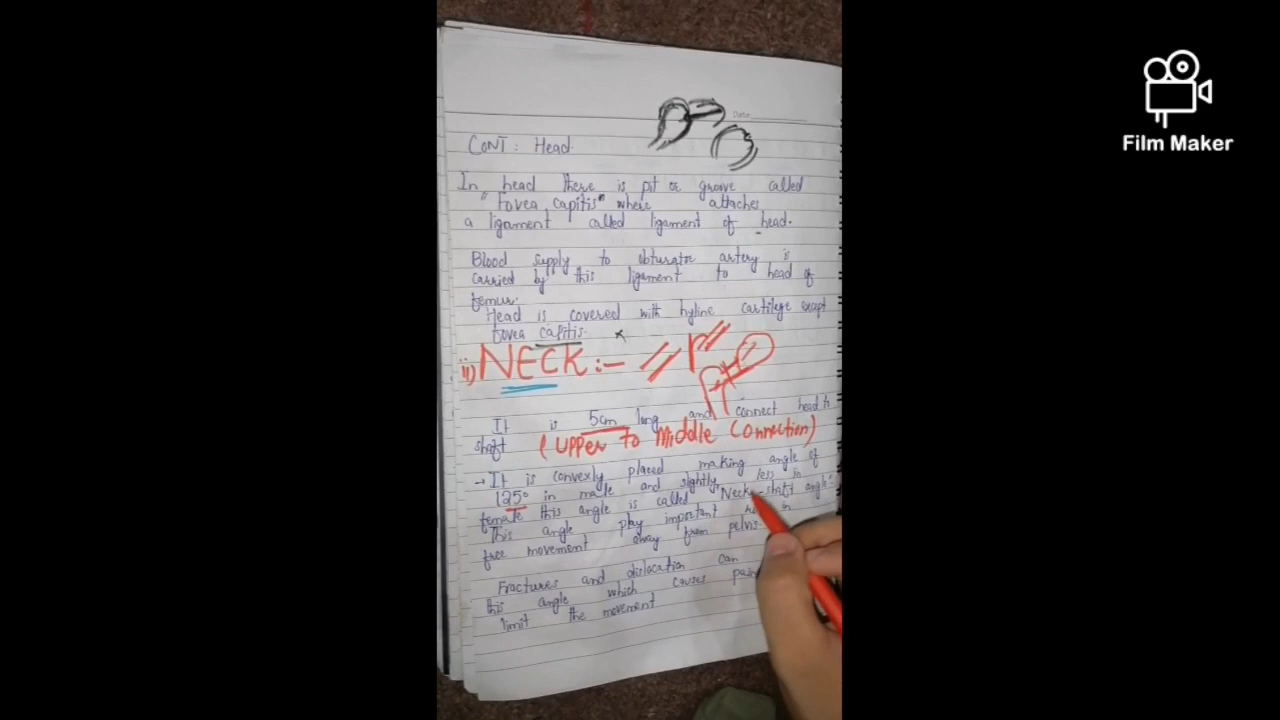 Date
CONT : Head.
In head there is pit or groove called
"Fovea capitis" where attaches
a ligament called ligament of head.
Blood supply to obturator artery is
carried by this ligament to head of
femur.
Head is covered with hyline cartilege except
fovea capitis.
ii) NECK :-
It is 5cm long and connect head to
shaft (Upper to Middle Connection)
→ It is convexly placed making angle of
125° in male and slightly less in
female this angle is called "Neck-shaft angle"
This angle play important in
free movement away from pelvis.
Fractures and dislocation can
this angle which causes pain
limit the movement
Film Maker